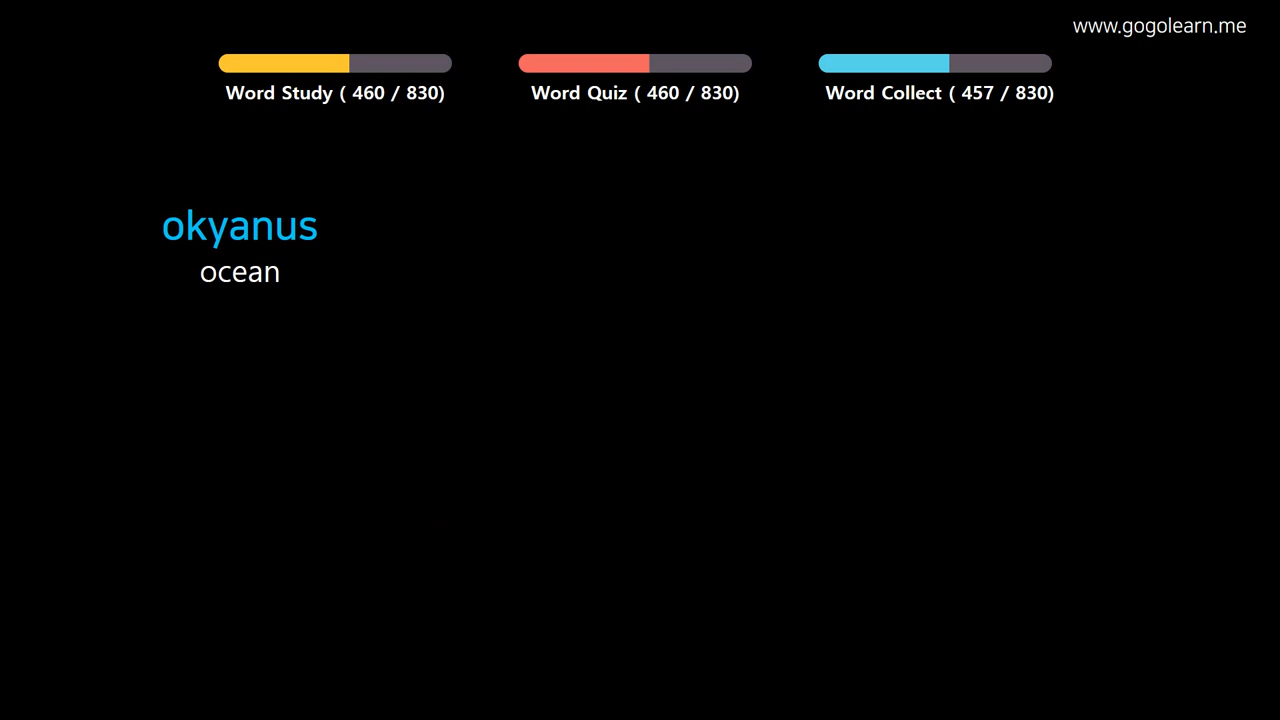 www.gogolearn.me
Word Study ( 460 / 830)
Word Quiz ( 460 / 830)
Word Collect ( 457 / 830)
okyanus
ocean